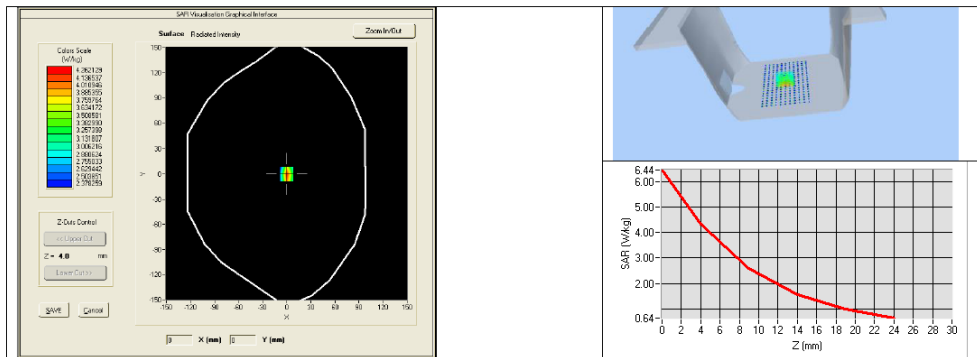 SAR Visualisation Graphical Interface
Surface Radiated Intensity
Zoom In/Out
Colors Scale
(W/kg)
4.262129
4.136537
4.010946
3.885355
3.759764
3.634172
3.508581
3.382990
3.257399
3.131807
3.006216
2.880624
2.755033
2.629442
2.503851
2.378259
150
120
90
60
30
0
-30
-60
-90
-120
-150
Y
-150 -120 -90 -60 -30 0 30 60 90 120 150
X
Z-Cuts Control
<< Upper Cut
Z = 4.0 mm
SAVE Cancel
X (mm) Y (mm)
6.44
6.00
4.00
3.00
2.00
0.64
SAR (W/kg)
0 2 4 6 8 10 12 14 16 18 20 22 24 26 28 30
Z (mm)